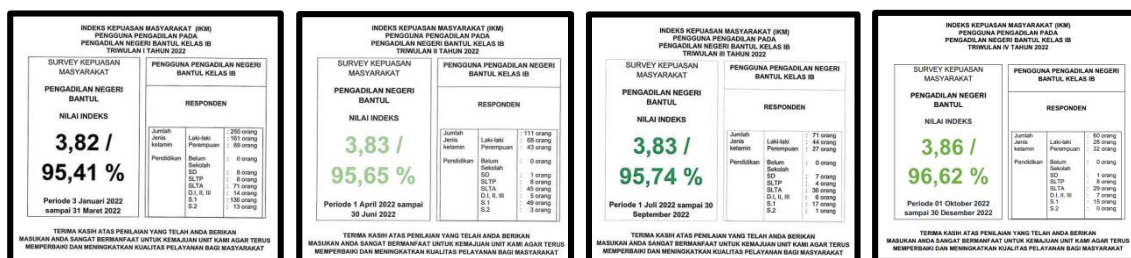 INDEKS KEPUASAN MASYARAKAT (IKM)
PENGGUNA PENGADILAN PADA
PENGADILAN NEGERI BANTUL KELAS IB
TRIWULAN I TAHUN 2022
SURVEY KEPUASAN
MASYARAKAT
PENGADILAN NEGERI
BANTUL
NILAI INDEKS
3,82 /
95,41 %
Periode 3 Januari 2022
sampai 31 Maret 2022
PENGGUNA PENGADILAN NEGERI
BANTUL KELAS IB
RESPONDEN
Jumlah : 250 orang
Jenis Laki-laki : 161 orang
kelamin Perempuan : 89 orang
Pendidikan Belum : 0 orang
Sekolah
SD : 8 orang
SLTP : 8 orang
SLTA : 71 orang
D.I, II, III : 14 orang
S.1 : 136 orang
S.2 : 13 orang
TERIMA KASIH ATAS PENILAIAN YANG TELAH ANDA BERIKAN
MASUKAN ANDA SANGAT BERMANFAAT UNTUK KEMAJUAN UNIT KAMI AGAR TERUS
MEMPERBAIKI DAN MENINGKATKAN KUALITAS PELAYANAN BAGI MASYARAKAT
INDEKS KEPUASAN MASYARAKAT (IKM)
PENGGUNA PENGADILAN PADA
PENGADILAN NEGERI BANTUL KELAS IB
TRIWULAN II TAHUN 2022
SURVEY KEPUASAN
MASYARAKAT
PENGADILAN NEGERI
BANTUL
NILAI INDEKS
3,83 /
95,65 %
Periode 1 April 2022 sampai
30 Juni 2022
PENGGUNA PENGADILAN NEGERI
BANTUL KELAS IB
RESPONDEN
Jumlah : 111 orang
Jenis Laki-laki : 68 orang
kelamin Perempuan : 43 orang
Pendidikan Belum : 0 orang
Sekolah
SD : 1 orang
SLTP : 8 orang
SLTA : 45 orang
D.I, II, III : 5 orang
S.1 : 49 orang
S.2 : 3 orang
TERIMA KASIH ATAS PENILAIAN YANG TELAH ANDA BERIKAN
MASUKAN ANDA SANGAT BERMANFAAT UNTUK KEMAJUAN UNIT KAMI AGAR TERUS
MEMPERBAIKI DAN MENINGKATKAN KUALITAS PELAYANAN BAGI MASYARAKAT
INDEKS KEPUASAN MASYARAKAT (IKM)
PENGGUNA PENGADILAN PADA
PENGADILAN NEGERI BANTUL KELAS IB
TRIWULAN III TAHUN 2022
SURVEY KEPUASAN
MASYARAKAT
PENGADILAN NEGERI
BANTUL
NILAI INDEKS
3,83 /
95,74 %
Periode 1 Juli 2022 sampai 30
September 2022
PENGGUNA PENGADILAN NEGERI
BANTUL KELAS IB
RESPONDEN
Jumlah : 71 orang
Jenis Laki-laki : 44 orang
kelamin Perempuan : 27 orang
Pendidikan Belum : 0 orang
Sekolah
SD : 7 orang
SLTP : 4 orang
SLTA : 36 orang
D.I, II, III : 6 orang
S.1 : 17 orang
S.2 : 1 orang
TERIMA KASIH ATAS PENILAIAN YANG TELAH ANDA BERIKAN
MASUKAN ANDA SANGAT BERMANFAAT UNTUK KEMAJUAN UNIT KAMI AGAR TERUS
MEMPERBAIKI DAN MENINGKATKAN KUALITAS PELAYANAN BAGI MASYARAKAT
INDEKS KEPUASAN MASYARAKAT (IKM)
PENGGUNA PENGADILAN PADA
PENGADILAN NEGERI BANTUL KELAS IB
TRIWULAN IV TAHUN 2022
SURVEY KEPUASAN
MASYARAKAT
PENGADILAN NEGERI
BANTUL
NILAI INDEKS
3,86 /
96,62 %
Periode 01 Oktober 2022
sampai 30 Desember 2022
PENGGUNA PENGADILAN NEGERI
BANTUL KELAS IB
RESPONDEN
Jumlah : 60 orang
Jenis Laki-laki : 28 orang
kelamin Perempuan : 32 orang
Pendidikan Belum : 0 orang
Sekolah
SD : 1 orang
SLTP : 8 orang
SLTA : 29 orang
D.I, II, III : 7 orang
S.1 : 15 orang
S.2 : 0 orang
TERIMA KASIH ATAS PENILAIAN YANG TELAH ANDA BERIKAN
MASUKAN ANDA SANGAT BERMANFAAT UNTUK KEMAJUAN UNIT KAMI AGAR TERUS
MEMPERBAIKI DAN MENINGKATKAN KUALITAS PELAYANAN BAGI MASYARAKAT